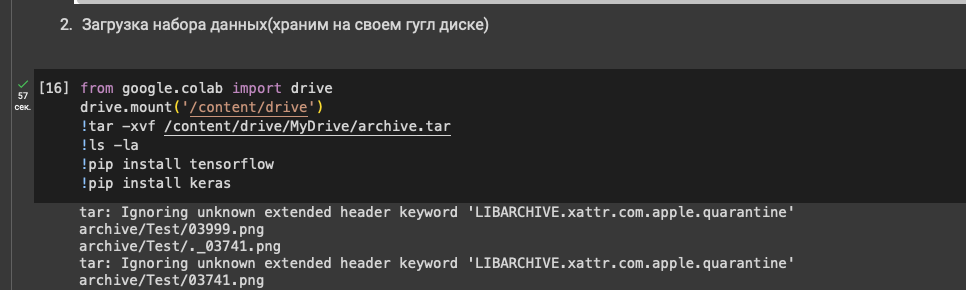 2. Загрузка набора данных(храним на своем гугл диске)
[16] from google.colab import drive
57
сек.
drive.mount('/content/drive')
!tar -xvf /content/drive/MyDrive/archive.tar
!ls -la
!pip install tensorflow
!pip install keras
tar: Ignoring unknown extended header keyword 'LIBARCHIVE.xattr.com.apple.quarantine'
archive/Test/03999.png
archive/Test/._03741.png
tar: Ignoring unknown extended header keyword 'LIBARCHIVE.xattr.com.apple.quarantine'
archive/Test/03741.png